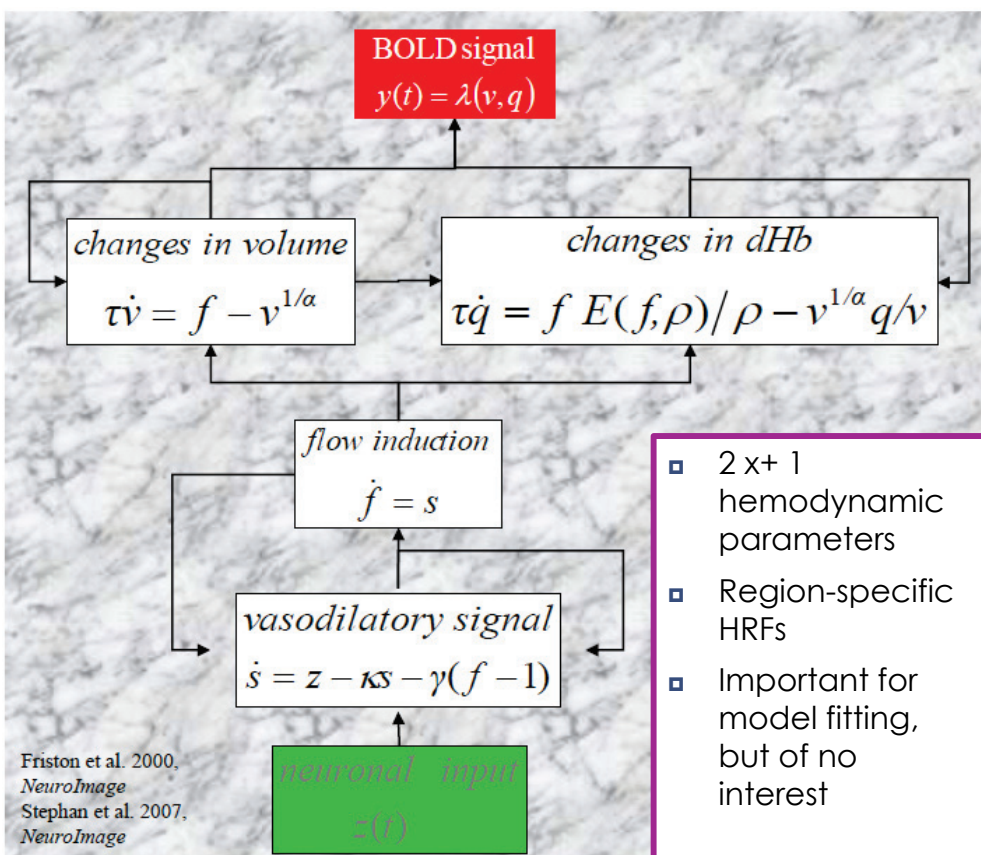 BOLD signal
y(t) = λ(v, q)
changes in volume
τv̇ = f − v^{1/α}
changes in dHb
τq̇ = f E(f,ρ)/ρ − v^{1/α} q/v
flow induction
ḟ = s
vasodilatory signal
ṡ = z − κs − γ(f − 1)
neuronal input
z(t)
Friston et al. 2000,
NeuroImage
Stephan et al. 2007,
NeuroImage
2 x+ 1
hemodynamic
parameters
Region-specific
HRFs
Important for
model fitting,
but of no
interest